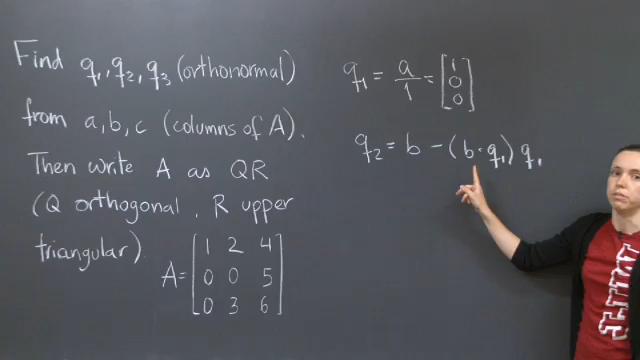 Find q₁, q₂, q₃ (orthonormal)
from a, b, c (columns of A).
Then write A as QR
(Q orthogonal, R upper
triangular)
A = [1 2 4
0 0 5
0 3 6]
q₁ = a/1 = [1
0
0]
q₂ = b - (b · q₁) q₁